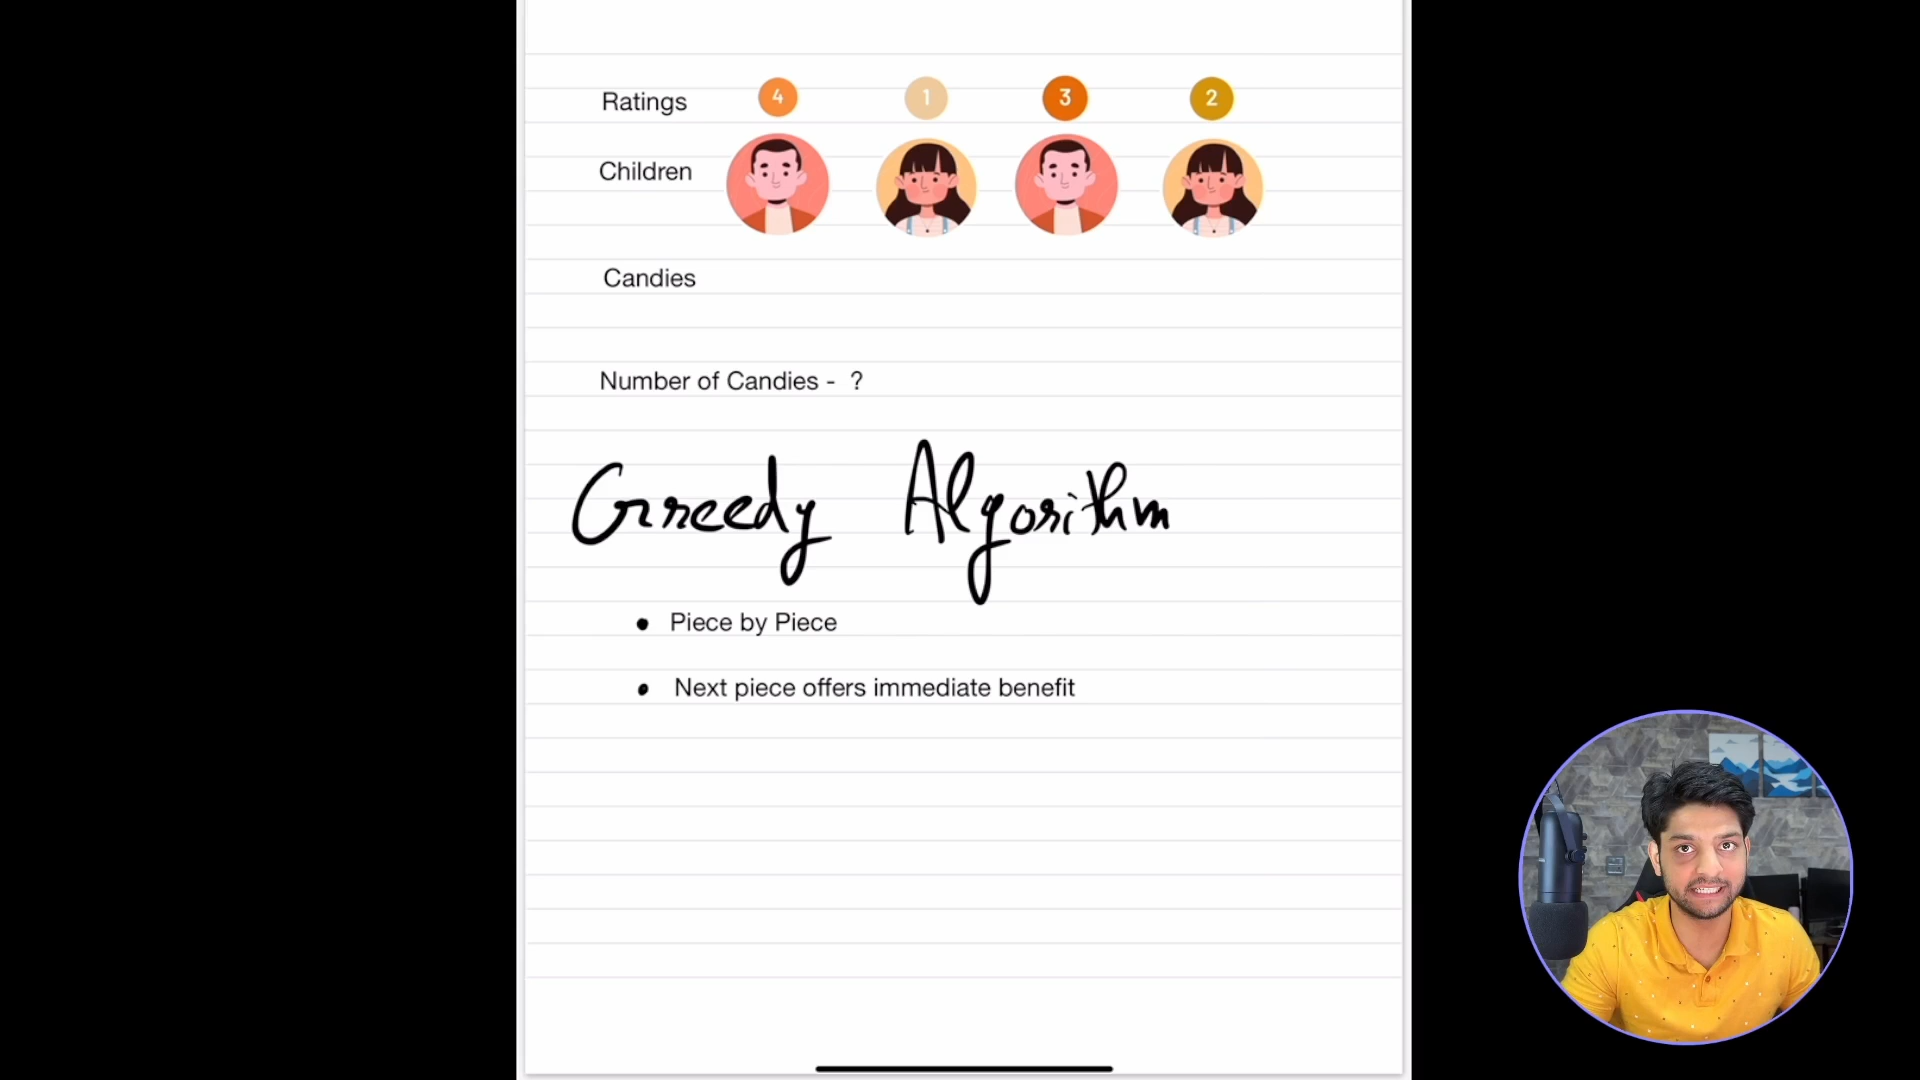 Ratings 4 1 3 2
Children
Candies
Number of Candies - ?
Greedy Algorithm
• Piece by Piece
• Next piece offers immediate benefit